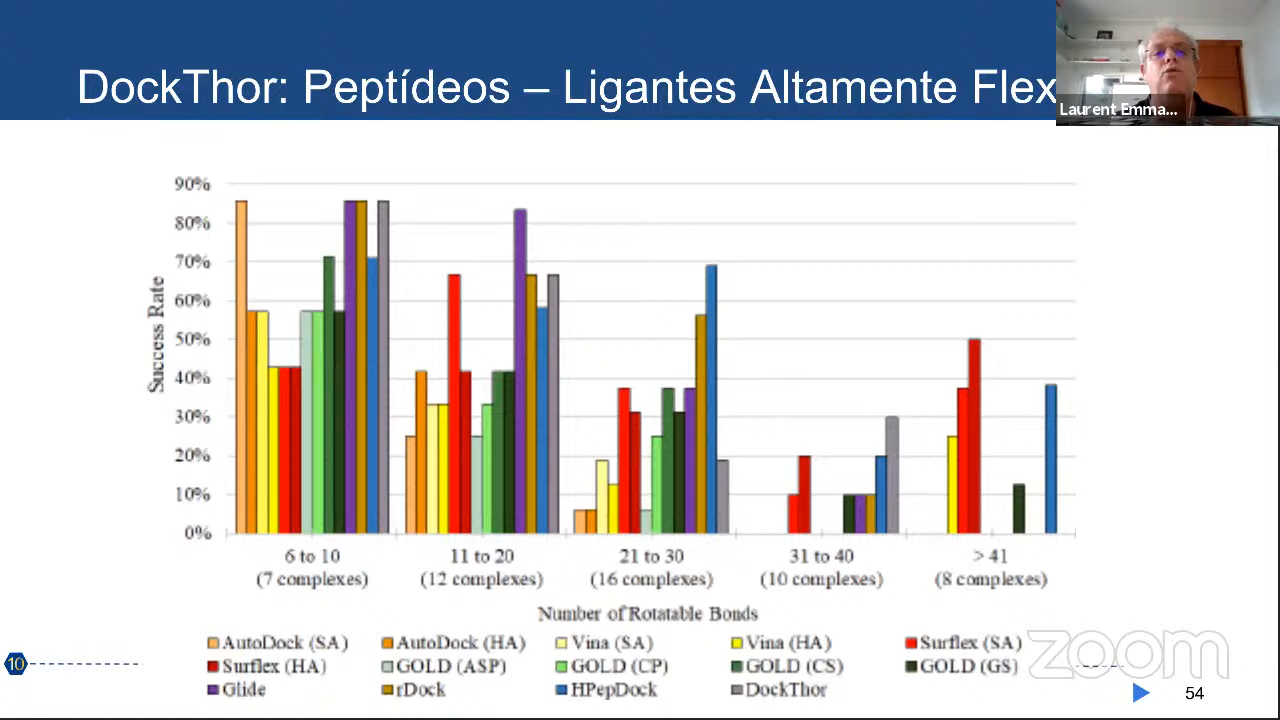 DockThor: Peptídeos – Ligantes Altamente Flex
Laurent Emma...
90%
80%
70%
60%
50%
40%
30%
20%
10%
0%
Success Rate
6 to 10
(7 complexes)
11 to 20
(12 complexes)
21 to 30
(16 complexes)
31 to 40
(10 complexes)
> 41
(8 complexes)
Number of Rotatable Bonds
AutoDock (SA) AutoDock (HA) Vina (SA) Vina (HA) Surflex (SA)
Surflex (HA) GOLD (ASP) GOLD (CP) GOLD (CS) GOLD (GS)
Glide rDock HPepDock DockThor
10
zoom
54